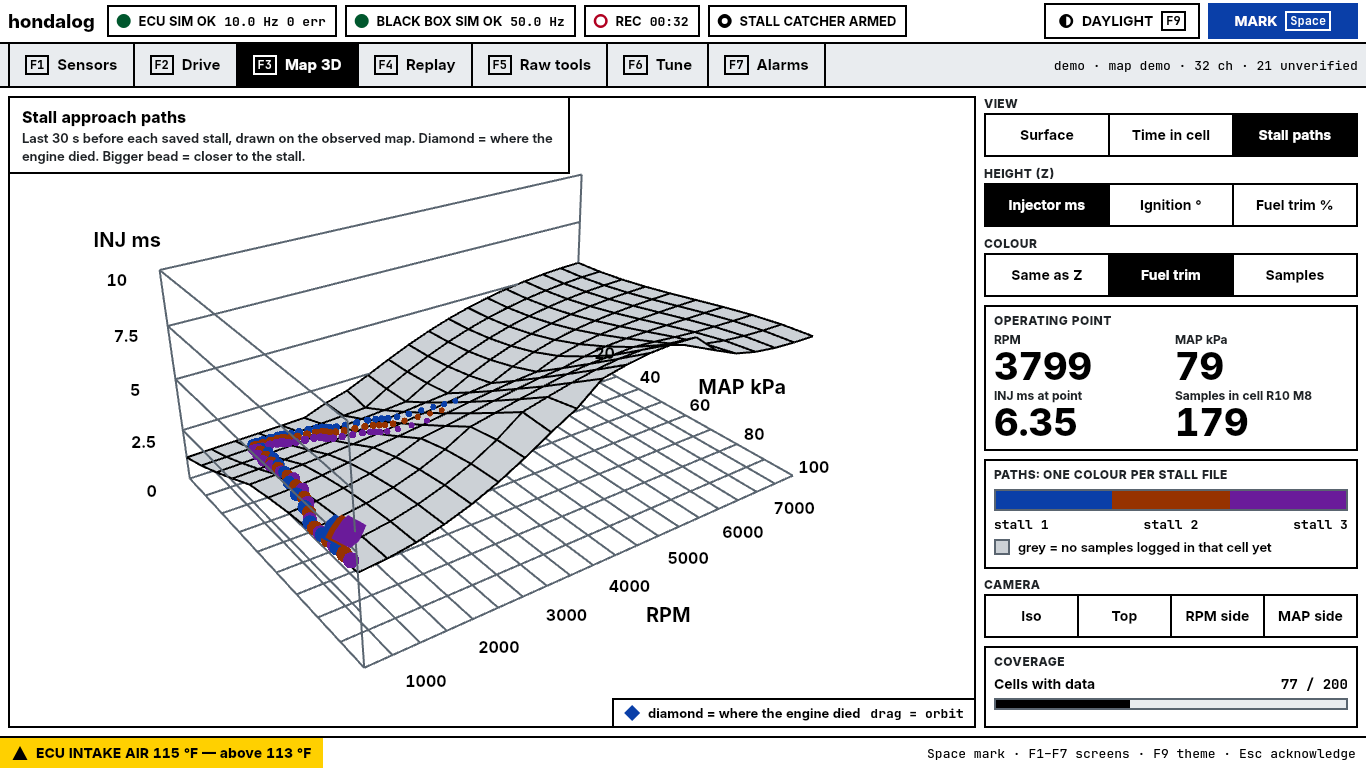 hondalog
ECU SIM OK 10.0 Hz 0 err
BLACK BOX SIM OK 50.0 Hz
REC 00:32
STALL CATCHER ARMED
DAYLIGHT F9
MARK Space
F1 Sensors
F2 Drive
F3 Map 3D
F4 Replay
F5 Raw tools
F6 Tune
F7 Alarms
demo · map demo · 32 ch · 21 unverified
Stall approach paths
Last 30 s before each saved stall, drawn on the observed map. Diamond = where the
engine died. Bigger bead = closer to the stall.
INJ ms
10
7.5
5
2.5
0
20
40
60
80
100
MAP kPa
7000
6000
5000
4000
3000
2000
1000
RPM
diamond = where the engine died drag = orbit
VIEW
Surface
Time in cell
Stall paths
HEIGHT (Z)
Injector ms
Ignition °
Fuel trim %
COLOUR
Same as Z
Fuel trim
Samples
OPERATING POINT
RPM
3799
MAP kPa
79
INJ ms at point
6.35
Samples in cell R10 M8
179
PATHS: ONE COLOUR PER STALL FILE
stall 1
stall 2
stall 3
grey = no samples logged in that cell yet
CAMERA
Iso
Top
RPM side
MAP side
COVERAGE
Cells with data 77 / 200
ECU INTAKE AIR 115 °F — above 113 °F
Space mark · F1–F7 screens · F9 theme · Esc acknowledge